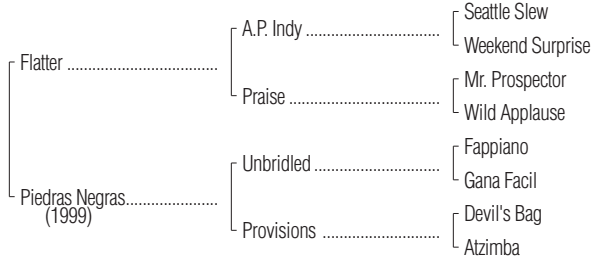 Seattle Slew
A.P. Indy ................................
Weekend Surprise
Flatter ....................................
Mr. Prospector
Praise ....................................
Wild Applause
Fappiano
Unbridled ..............................
Gana Facil
Piedras Negras......................
(1999)
Devil's Bag
Provisions ............................
Atzimba